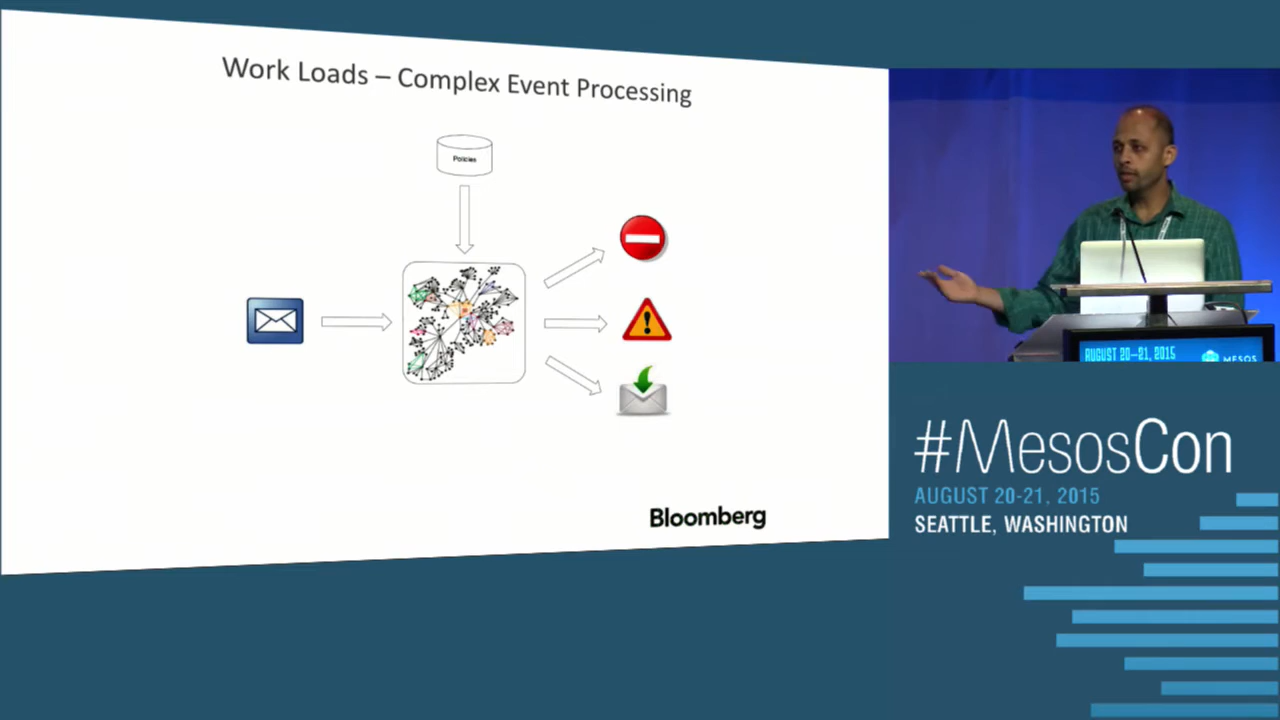 Work Loads – Complex Event Processing
Policies
Bloomberg
AUGUST 20–21, 2015
MESOS
#MesosCon
AUGUST 20-21, 2015
SEATTLE, WASHINGTON